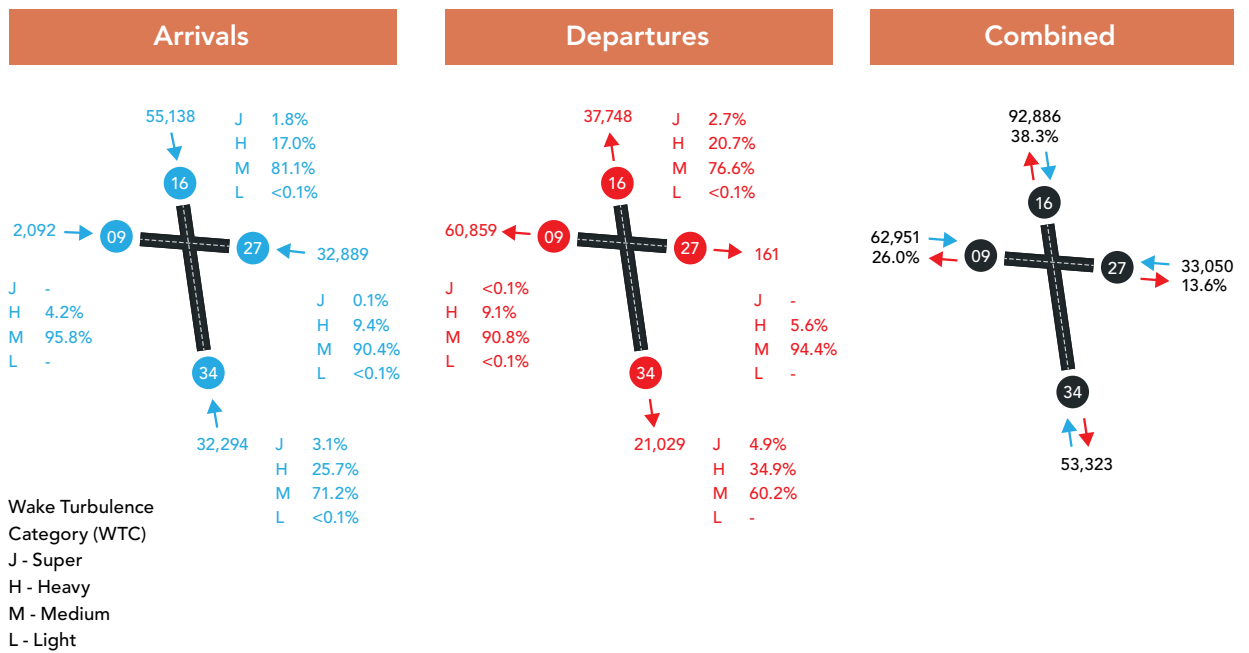 Arrivals
55,138
J 1.8%
H 17.0%
M 81.1%
L <0.1%
16
2,092
09
27
32,889
J -
H 4.2%
M 95.8%
L -
J 0.1%
H 9.4%
M 90.4%
L <0.1%
34
32,294
J 3.1%
H 25.7%
M 71.2%
L <0.1%
Wake Turbulence
Category (WTC)
J - Super
H - Heavy
M - Medium
L - Light
Departures
37,748
J 2.7%
H 20.7%
M 76.6%
L <0.1%
16
60,859
09
27
161
J <0.1%
H 9.1%
M 90.8%
L <0.1%
J -
H 5.6%
M 94.4%
L -
34
21,029
J 4.9%
H 34.9%
M 60.2%
L -
Combined
92,886
38.3%
16
62,951
26.0%
09
27
33,050
13.6%
34
53,323